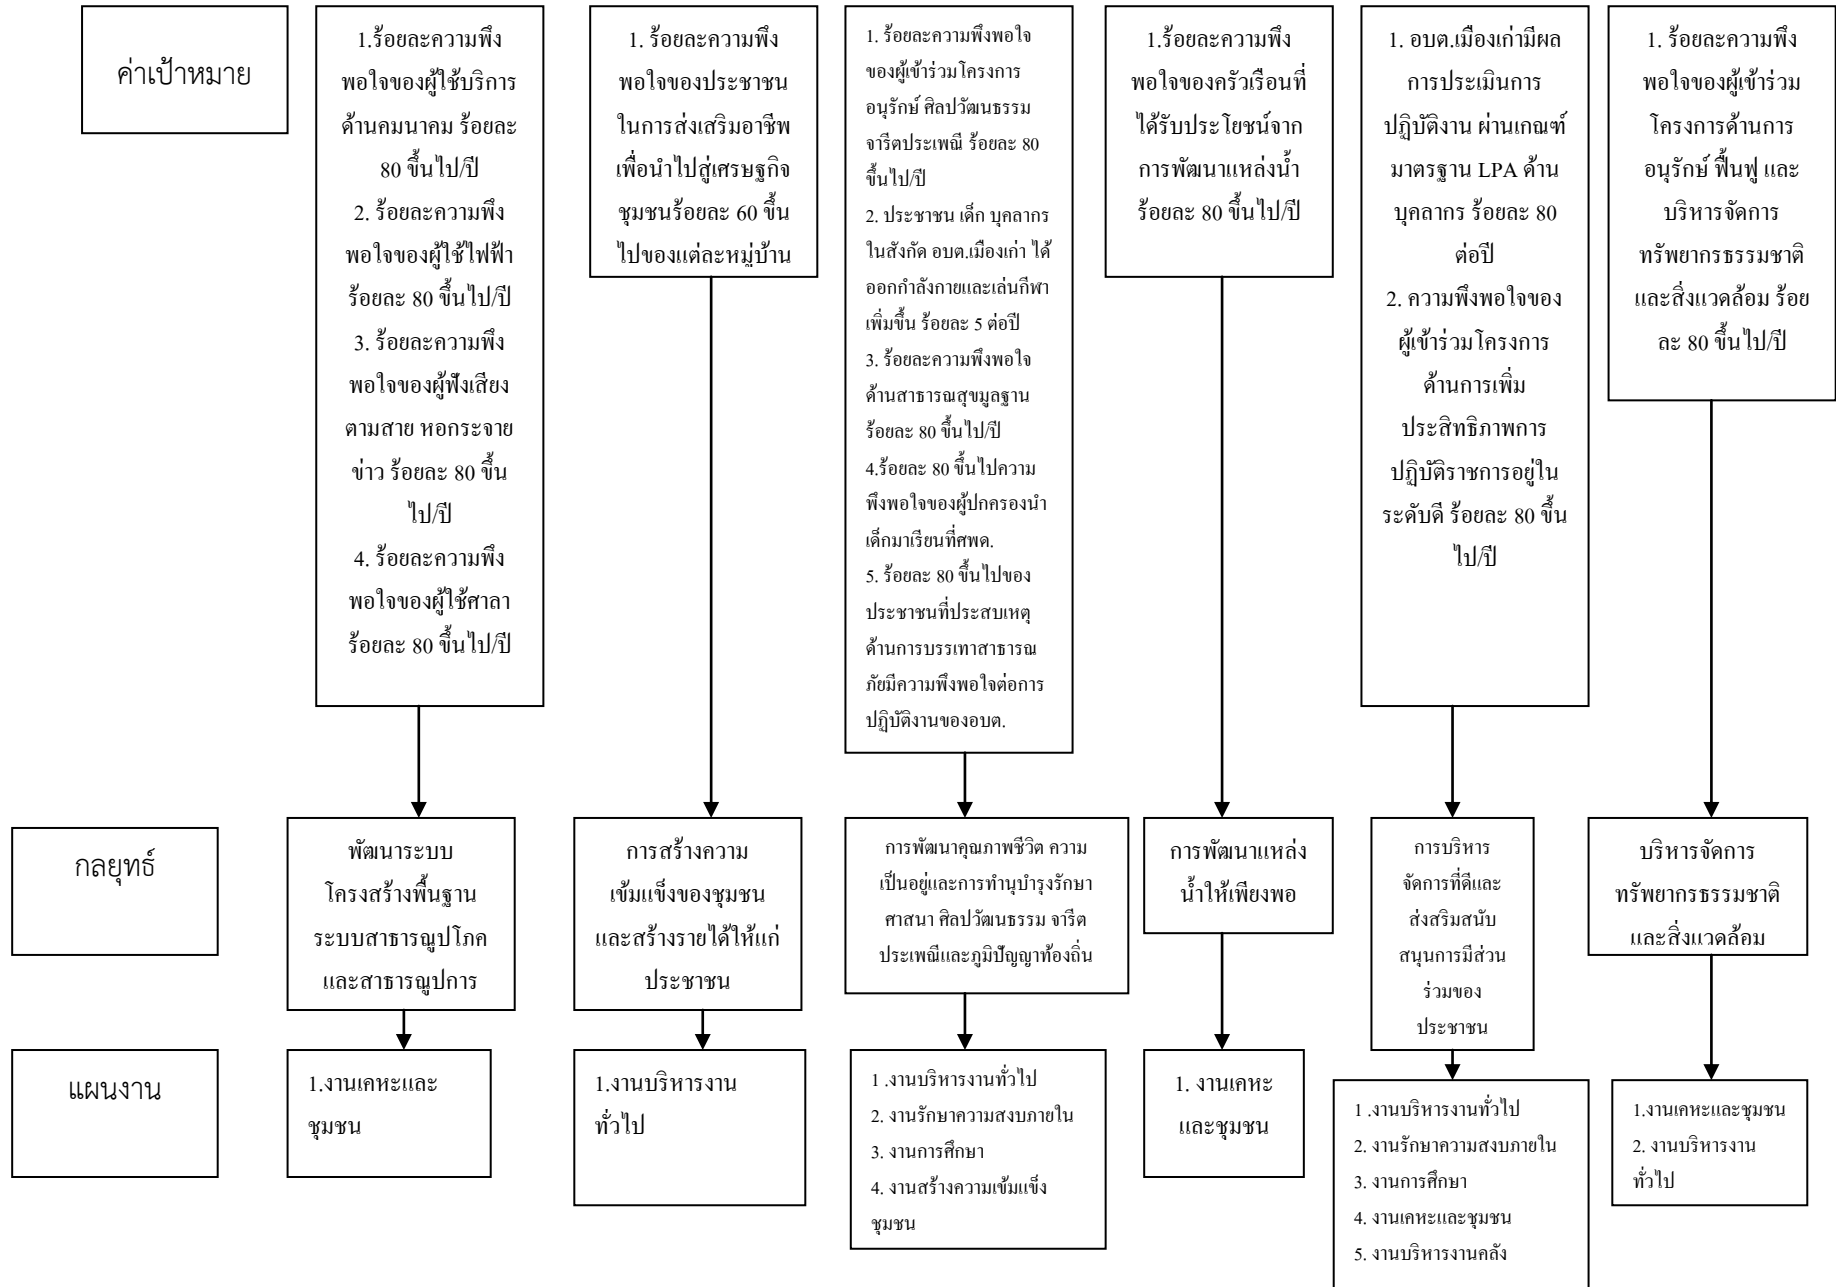 ค่าเป้าหมาย
1.ร้อยละความพึง
พอใจของผู้ใช้บริการ
ด้านคมนาคม ร้อยละ
80 ขึ้นไป/ปี
2. ร้อยละความพึง
พอใจของผู้ใช้ไฟฟ้า
ร้อยละ 80 ขึ้นไป/ปี
3. ร้อยละความพึง
พอใจของผู้ฟังเสียง
ตามสาย หอกระจาย
ข่าว ร้อยละ 80 ขึ้น
ไป/ปี
4. ร้อยละความพึง
พอใจของผู้ใช้ศาลา
ร้อยละ 80 ขึ้นไป/ปี
1. ร้อยละความพึง
พอใจของประชาชน
ในการส่งเสริมอาชีพ
เพื่อนำไปสู่เศรษฐกิจ
ชุมชนร้อยละ 60 ขึ้น
ไปของแต่ละหมู่บ้าน
1. ร้อยละความพึงพอใจ
ของผู้เข้าร่วมโครงการ
อนุรักษ์ ศิลปวัฒนธรรม
จารีตประเพณี ร้อยละ 80
ขึ้นไป/ปี
2. ประชาชน เด็ก บุคลากร
ในสังกัด อบต.เมืองเก่า ได้
ออกกำลังกายและเล่นกีฬา
เพิ่มขึ้น ร้อยละ 5 ต่อปี
3. ร้อยละความพึงพอใจ
ด้านสาธารณสุขมูลฐาน
ร้อยละ 80 ขึ้นไป/ปี
4.ร้อยละ 80 ขึ้นไปความ
พึงพอใจของผู้ปกครองนำ
เด็กมาเรียนที่ศพด.
5. ร้อยละ 80 ขึ้นไปของ
ประชาชนที่ประสบเหตุ
ด้านการบรรเทาสาธารณ
ภัยมีความพึงพอใจต่อการ
ปฏิบัติงานของอบต.
1.ร้อยละความพึง
พอใจของครัวเรือนที่
ได้รับประโยชน์จาก
การพัฒนาแหล่งน้ำ
ร้อยละ 80 ขึ้นไป/ปี
1. อบต.เมืองเก่ามีผล
การประเมินการ
ปฏิบัติงาน ผ่านเกณฑ์
มาตรฐาน LPA ด้าน
บุคลากร ร้อยละ 80
ต่อปี
2. ความพึงพอใจของ
ผู้เข้าร่วมโครงการ
ด้านการเพิ่ม
ประสิทธิภาพการ
ปฏิบัติราชการอยู่ใน
ระดับดี ร้อยละ 80 ขึ้น
ไป/ปี
1. ร้อยละความพึง
พอใจของผู้เข้าร่วม
โครงการด้านการ
อนุรักษ์ ฟื้นฟู และ
บริหารจัดการ
ทรัพยากรธรรมชาติ
และสิ่งแวดล้อม ร้อย
ละ 80 ขึ้นไป/ปี
กลยุทธ์
พัฒนาระบบ
โครงสร้างพื้นฐาน
ระบบสาธารณูปโภค
และสาธารณูปการ
การสร้างความ
เข้มแข็งของชุมชน
และสร้างรายได้ให้แก่
ประชาชน
การพัฒนาคุณภาพชีวิต ความ
เป็นอยู่และการทำนุบำรุงรักษา
ศาสนา ศิลปวัฒนธรรม จารีต
ประเพณีและภูมิปัญญาท้องถิ่น
การพัฒนาแหล่ง
น้ำให้เพียงพอ
การบริหาร
จัดการที่ดีและ
ส่งสริมสนับ
สนุนการมีส่วน
ร่วมของ
ประชาชน
บริหารจัดการ
ทรัพยากรธรรมชาติ
และสิ่งแวดล้อม
แผนงาน
1.งานเคหะและ
ชุมชน
1.งานบริหารงาน
ทั่วไป
1 .งานบริหารงานทั่วไป
2. งานรักษาความสงบภายใน
3. งานการศึกษา
4. งานสร้างความเข้มแข็ง
ชุมชน
1. งานเคหะ
และชุมชน
1 .งานบริหารงานทั่วไป
2. งานรักษาความสงบภายใน
3. งานการศึกษา
4. งานเคหะและชุมชน
5. งานบริหารงานคลัง
1.งานเคหะและชุมชน
2. งานบริหารงาน
ทั่วไป